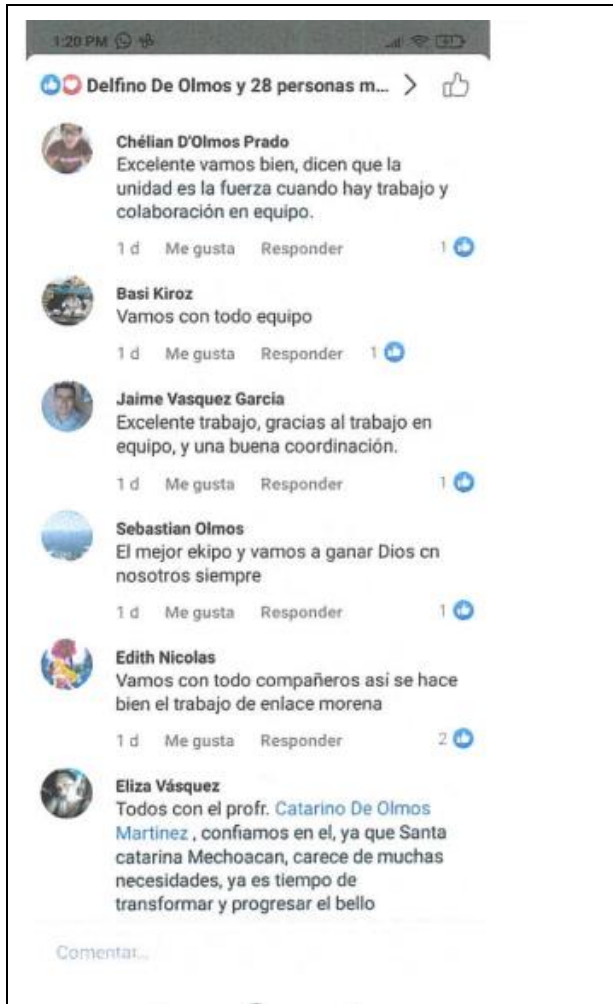 1:20 PM
Delfino De Olmos y 28 personas m...
Chélian D'Olmos Prado
Excelente vamos bien, dicen que la
unidad es la fuerza cuando hay trabajo y
colaboración en equipo.
1 d Me gusta Responder 1
Basi Kiroz
Vamos con todo equipo
1 d Me gusta Responder 1
Jaime Vasquez Garcia
Excelente trabajo, gracias al trabajo en
equipo, y una buena coordinación.
1 d Me gusta Responder 1
Sebastian Olmos
El mejor ekipo y vamos a ganar Dios cn
nosotros siempre
1 d Me gusta Responder 1
Edith Nicolas
Vamos con todo compañeros así se hace
bien el trabajo de enlace morena
1 d Me gusta Responder 2
Eliza Vásquez
Todos con el profr. Catarino De Olmos
Martinez , confiamos en el, ya que Santa
catarina Mechoacan, carece de muchas
necesidades, ya es tiempo de
transformar y progresar el bello
Comentar...